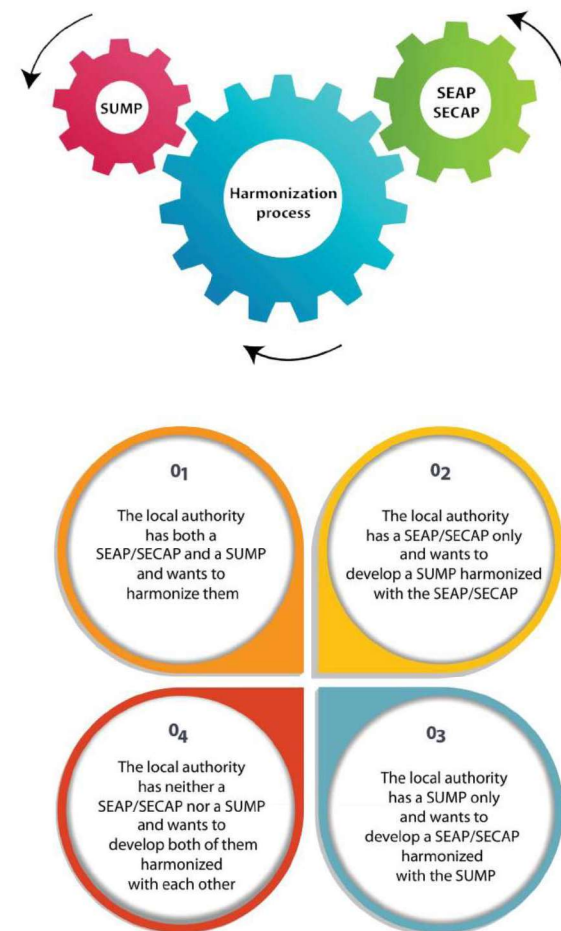 SUMP
SEAP
SECAP
Harmonization
process
01
The local authority
has both a
SEAP/SECAP and a SUMP
and wants to
harmonize them
02
The local authority
has a SEAP/SECAP only
and wants to
develop a SUMP harmonized
with the SEAP/SECAP
04
The local authority
has neither a
SEAP/SECAP nor a SUMP
and wants to
develop both of them
harmonized
with each other
03
The local authority
has a SUMP only
and wants to
develop a SEAP/SECAP
harmonized
with the SUMP